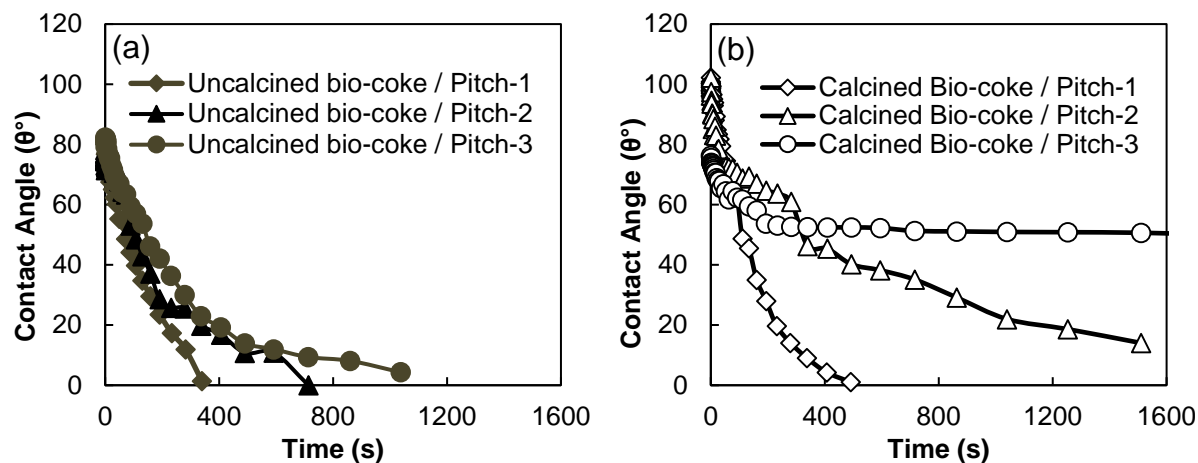 (a)
Uncalcined bio-coke / Pitch-1
Uncalcined bio-coke / Pitch-2
Uncalcined bio-coke / Pitch-3
Contact Angle (θ°)
120
100
80
60
40
20
0
0 400 800 1200 1600
Time (s)
(b)
Calcined Bio-coke / Pitch-1
Calcined Bio-coke / Pitch-2
Calcined Bio-coke / Pitch-3
Contact Angle (θ°)
120
100
80
60
40
20
0
0 400 800 1200 1600
Time (s)